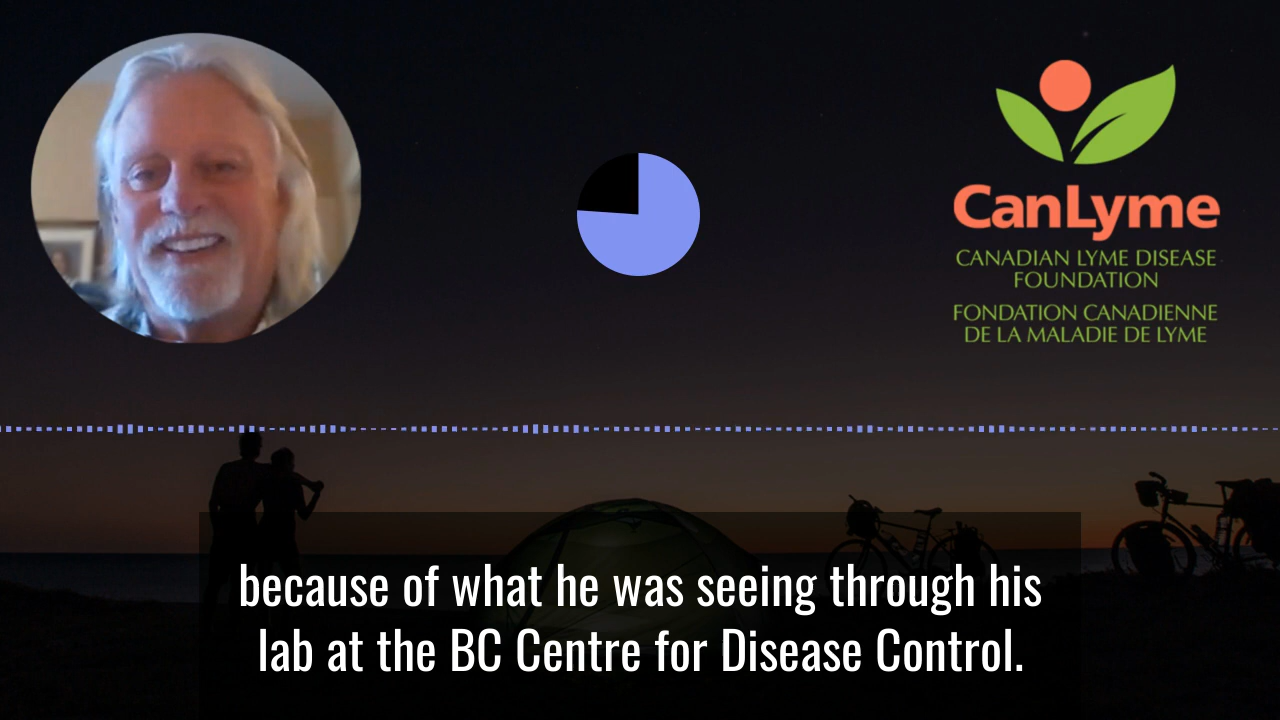 CanLyme
CANADIAN LYME DISEASE
FOUNDATION
FONDATION CANADIENNE
DE LA MALADIE DE LYME
because of what he was seeing through his
lab at the BC Centre for Disease Control.